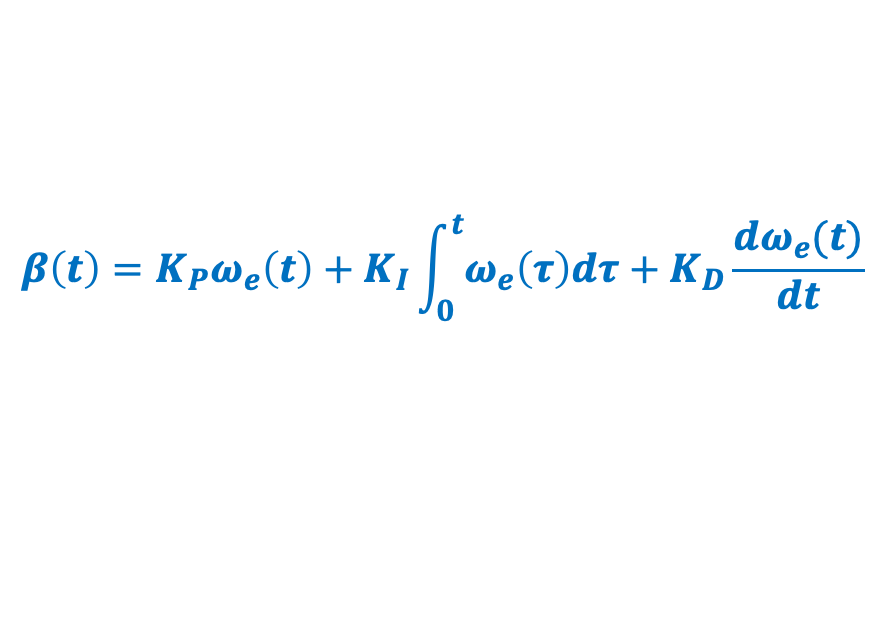 β(t) = K_P ω_e(t) + K_I ∫_0^t ω_e(τ)dτ + K_D dω_e(t)/dt